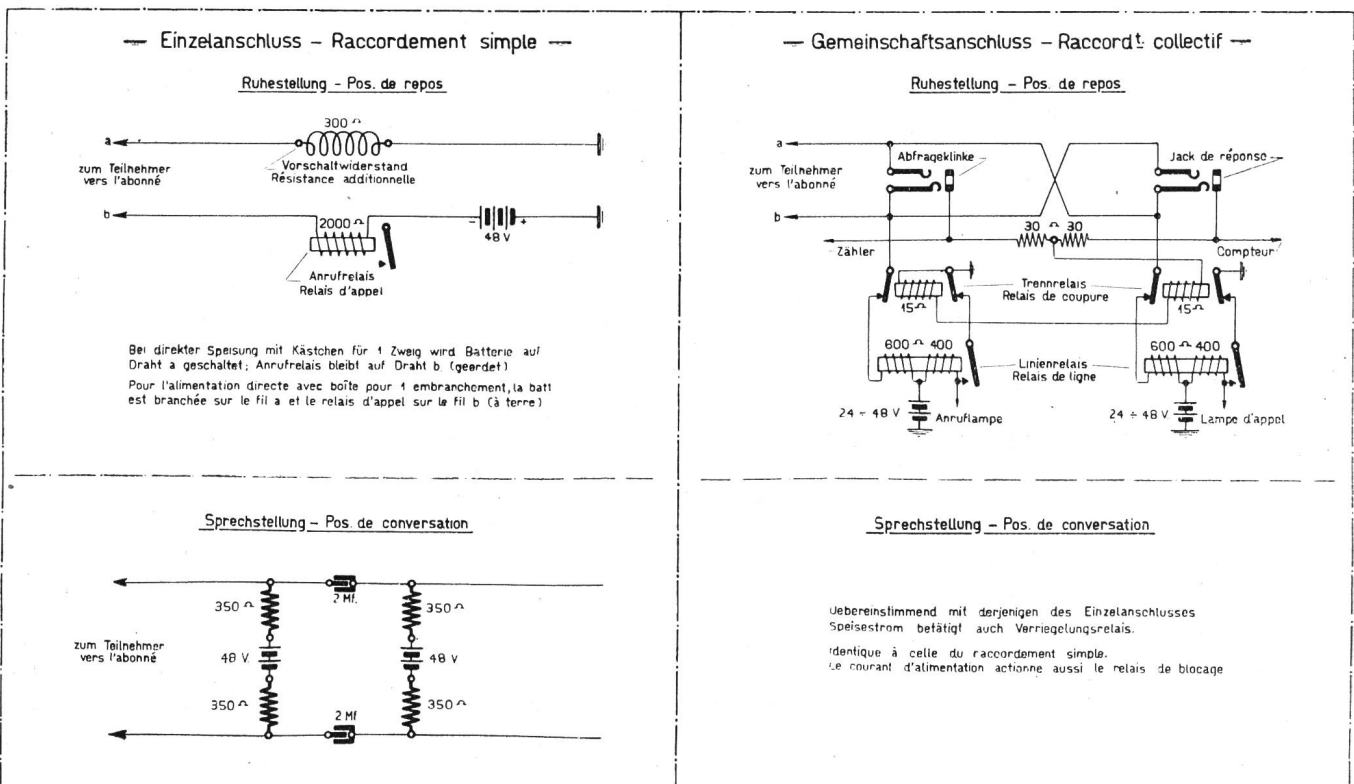 — Einzelanschluss – Raccordement simple —
Ruhestellung – Pos. de repos
300 Ω
a
zum Teilnehmer
vers l'abonné
Vorschaltwiderstand
Résistance additionnelle
b
2000 Ω
– +
48 V
Anrufrelais
Relais d'appel
Bei direkter Speisung mit Kästchen für 1 Zweig wird Batterie auf
Draht a geschaltet; Anrufrelais bleibt auf Draht b (geerdet)
Pour l'alimentation directe avec boîte pour 1 embranchement, la batt
est branchée sur le fil a et le relais d'appel sur le fil b (à terre)
Sprechstellung – Pos. de conversation
2 Mf.
350 Ω 350 Ω
zum Teilnehmer
vers l'abonné
48 V. 48 V
350 Ω 350 Ω
2 Mf
— Gemeinschaftsanschluss – Raccordt. collectif —
Ruhestellung – Pos. de repos
a
Abfrageklinke
Jack de réponse
zum Teilnehmer
vers l'abonné
b
30 Ω 30
Zähler
Compteur
Trennrelais
Relais de coupure
15 Ω 15 Ω
600 Ω 400 600 Ω 400
Linienrelais
Relais de ligne
24 ÷ 48 V Anruflampe 24 ÷ 48 V Lampe d'appel
Sprechstellung – Pos. de conversation
Uebereinstimmend mit derjenigen des Einzelanschlusses
Speisestrom betätigt auch Verriegelungsrelais.
Identique à celle du raccordement simple.
Le courant d'alimentation actionne aussi le relais de blocage